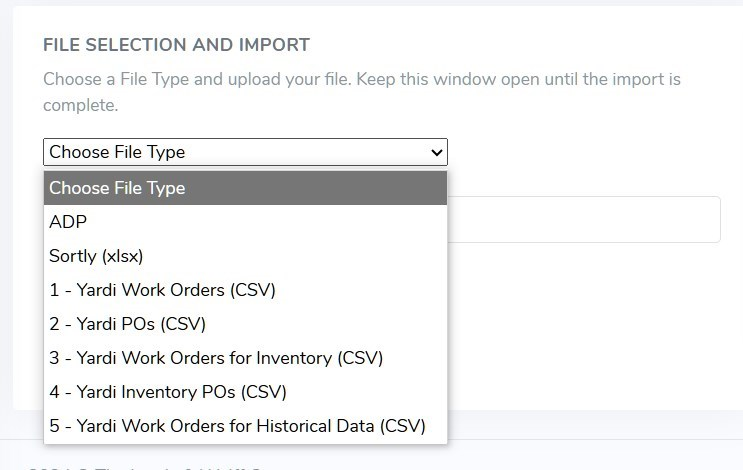 FILE SELECTION AND IMPORT
Choose a File Type and upload your file. Keep this window open until the import is
complete.
Choose File Type
Choose File Type
ADP
Sortly (xlsx)
1 - Yardi Work Orders (CSV)
2 - Yardi POs (CSV)
3 - Yardi Work Orders for Inventory (CSV)
4 - Yardi Inventory POs (CSV)
5 - Yardi Work Orders for Historical Data (CSV)